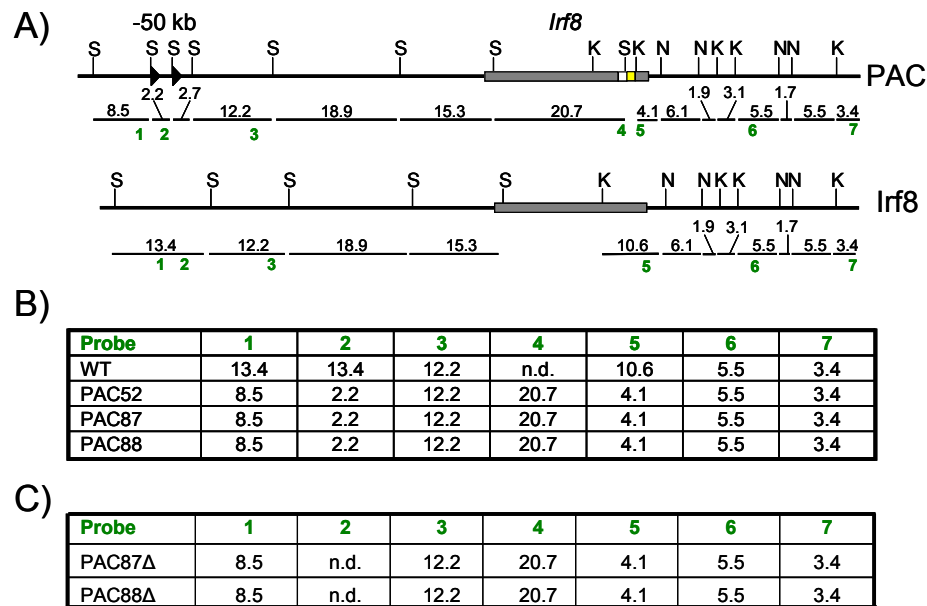 A)
-50 kb Irf8
S S S S S S S K S K N N K K N N K
PAC
2.2 2.7 1.9 3.1 1.7
8.5 12.2 18.9 15.3 20.7 4.1 6.1 5.5 5.5 3.4
1 2 3 4 5 6 7
S S S S S K N N K K N N K
Irf8
1.9 3.1 1.7
13.4 12.2 18.9 15.3 10.6 6.1 5.5 5.5 3.4
1 2 3 5 6 7
B)
Probe 1 2 3 4 5 6 7
WT 13.4 13.4 12.2 n.d. 10.6 5.5 3.4
PAC52 8.5 2.2 12.2 20.7 4.1 5.5 3.4
PAC87 8.5 2.2 12.2 20.7 4.1 5.5 3.4
PAC88 8.5 2.2 12.2 20.7 4.1 5.5 3.4
C)
Probe 1 2 3 4 5 6 7
PAC87Δ 8.5 n.d. 12.2 20.7 4.1 5.5 3.4
PAC88Δ 8.5 n.d. 12.2 20.7 4.1 5.5 3.4